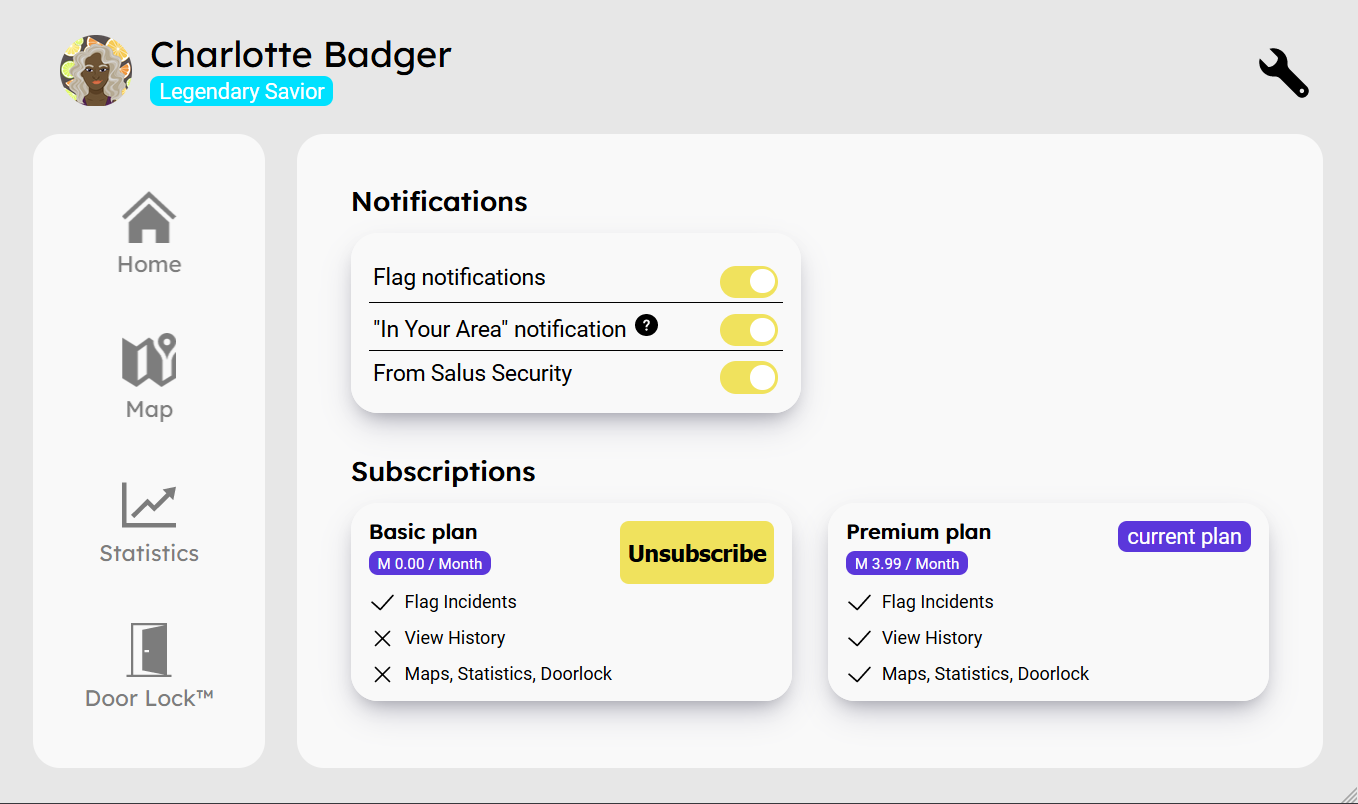 Charlotte Badger
Legendary Savior
Home
Map
Statistics
Door Lock™
Notifications
Flag notifications
"In Your Area" notification ?
From Salus Security
Subscriptions
Basic plan
Unsubscribe
M 0.00 / Month
Flag Incidents
View History
Maps, Statistics, Doorlock
Premium plan
current plan
M 3.99 / Month
Flag Incidents
View History
Maps, Statistics, Doorlock